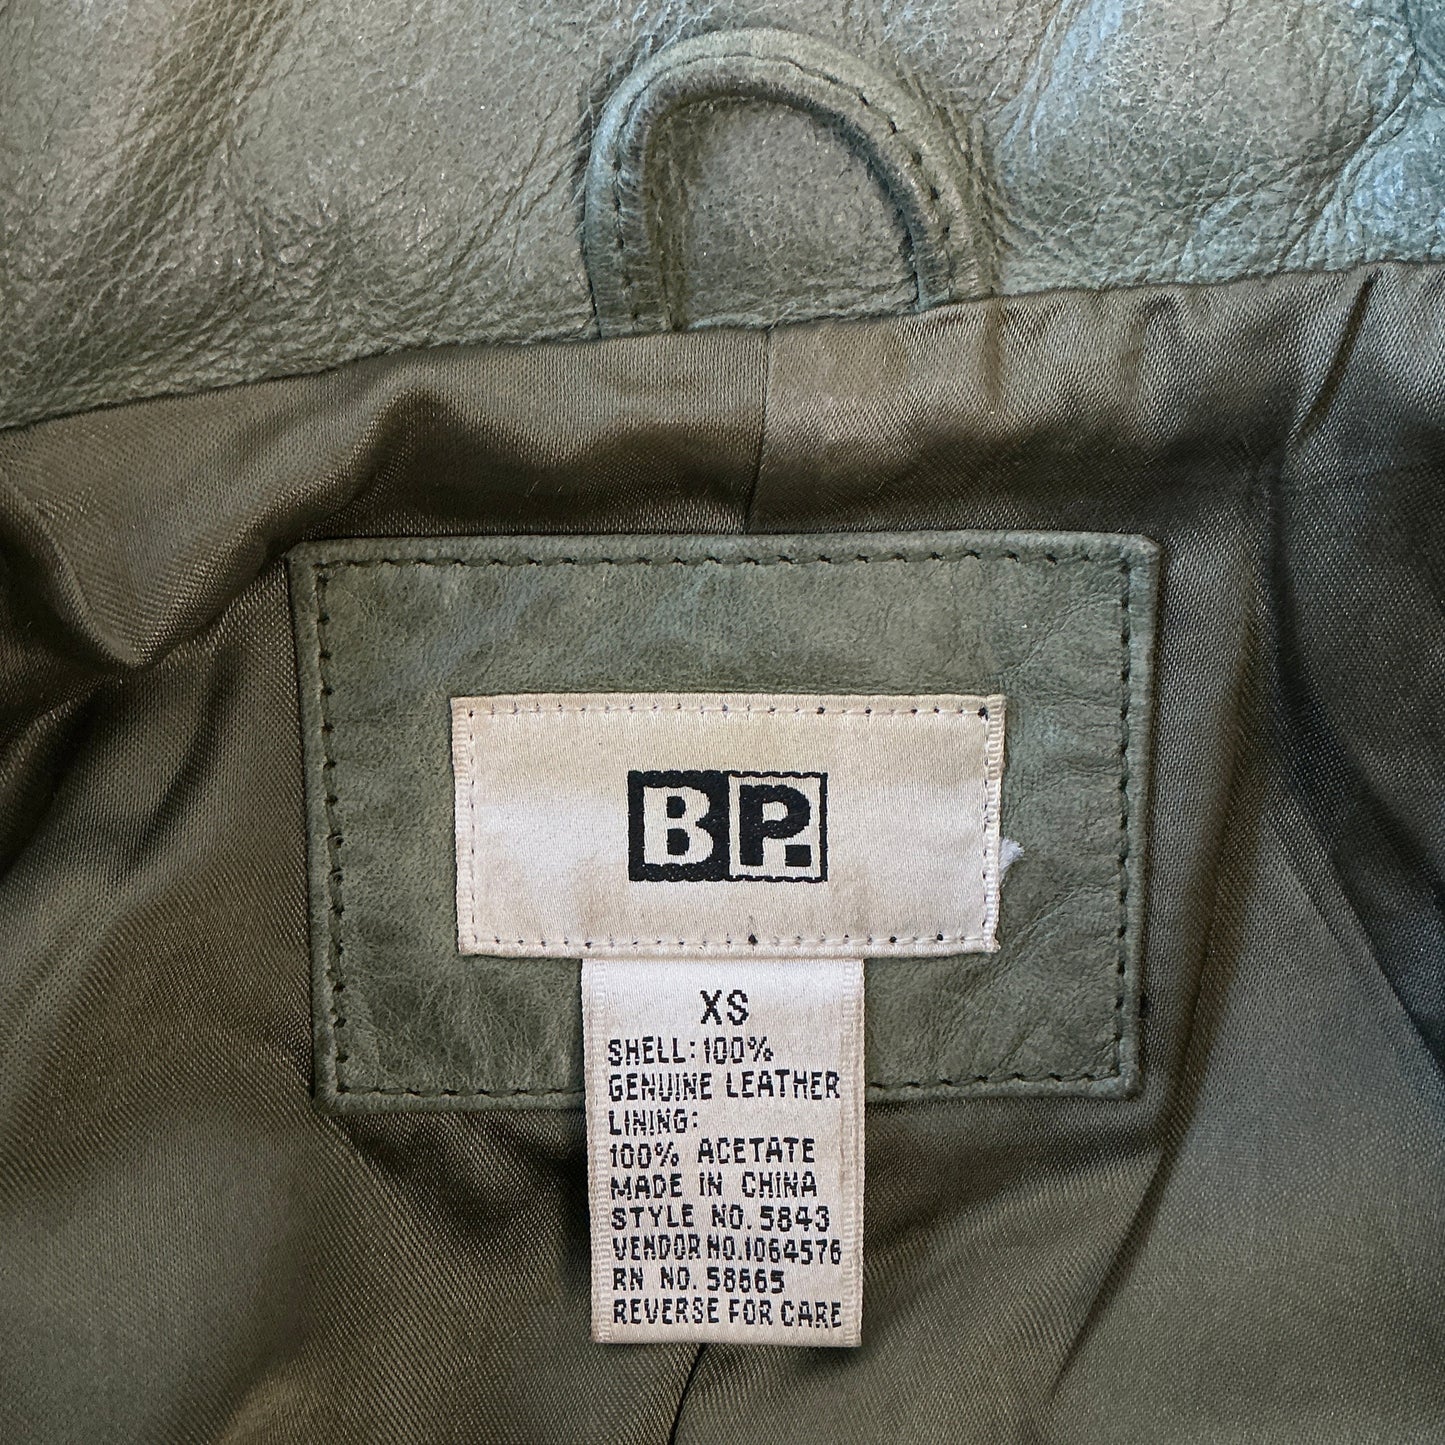 BP.
XS
SHELL: 100%
GENUINE LEATHER
LINING:
100% ACETATE
MADE IN CHINA
STYLE NO. 5843
VENDOR NO. 1064576
RN NO. 58665
REVERSE FOR CARE